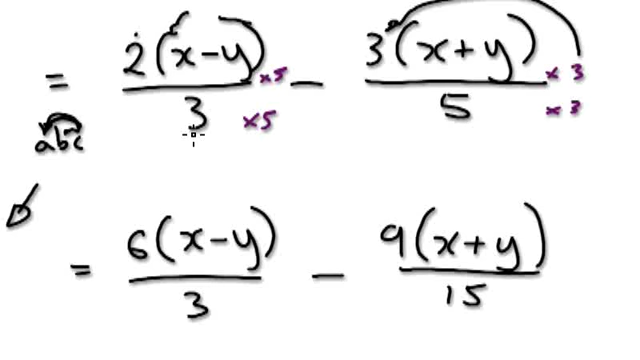 = 2(x-y) ×5 / 3 ×5 - 3(x+y) ×3 / 5 ×3
abc
= 6(x-y) / 3 - 9(x+y) / 15